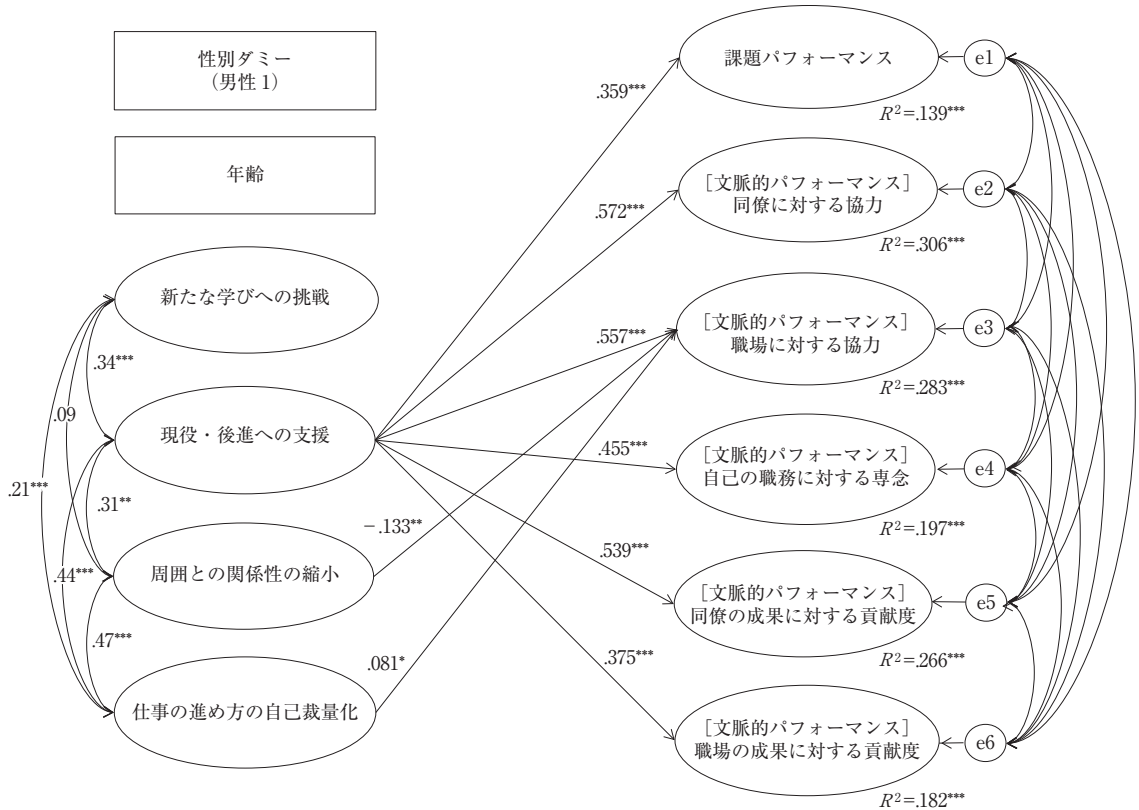 性別ダミー
(男性 1)
年齢
新たな学びへの挑戦
現役・後進への支援
周囲との関係性の縮小
仕事の進め方の自己裁量化
.34***
.09
.21***
.31**
.44***
.47***
.359***
.572***
.557***
.455***
−.133**
.539***
.081*
.375***
課題パフォーマンス
e1
R²=.139***
[文脈的パフォーマンス]
同僚に対する協力
e2
R²=.306***
[文脈的パフォーマンス]
職場に対する協力
e3
R²=.283***
[文脈的パフォーマンス]
自己の職務に対する専念
e4
R²=.197***
[文脈的パフォーマンス]
同僚の成果に対する貢献度
e5
R²=.266***
[文脈的パフォーマンス]
職場の成果に対する貢献度
e6
R²=.182***